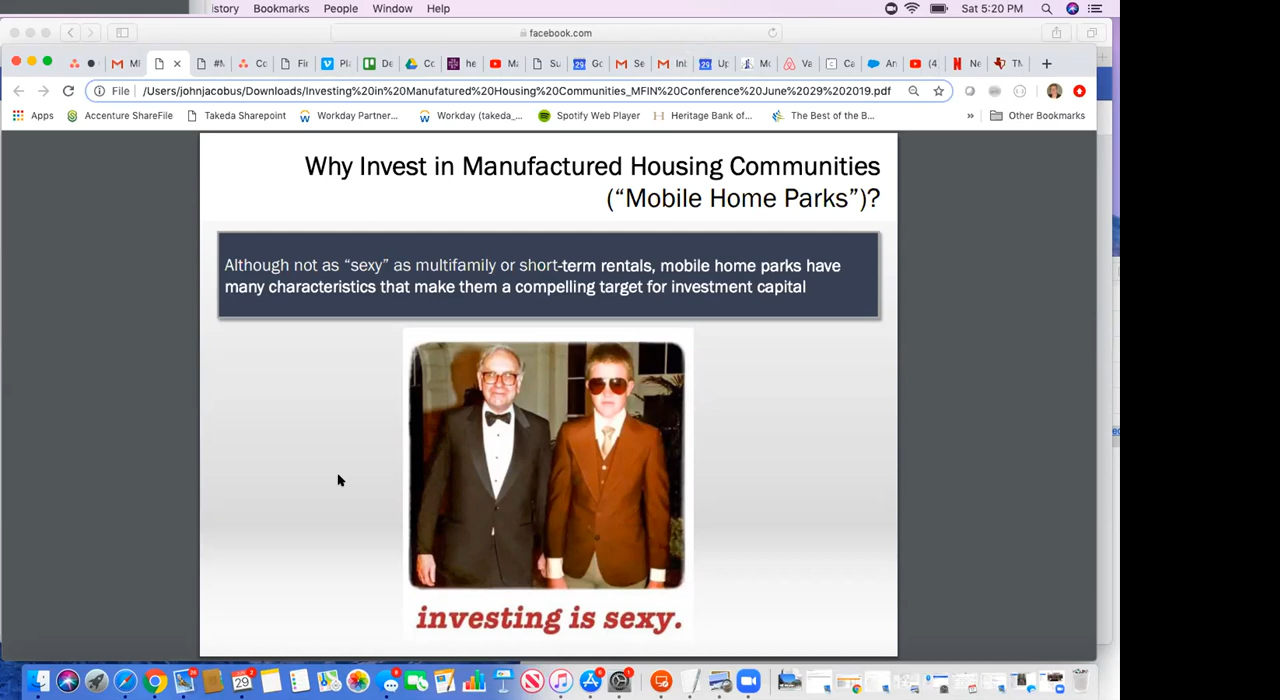 istory Bookmarks People Window Help Sat 5:20 PM
facebook.com
File /Users/johnjacobus/Downloads/Investing%20in%20Manufatured%20Housing%20Communities_MFIN%20Conference%20June%2029%202019.pdf
Apps Accenture ShareFile Takeda Sharepoint Workday Partner... Workday (takeda_... Spotify Web Player Heritage Bank of... The Best of the B... » Other Bookmarks
Why Invest in Manufactured Housing Communities
(“Mobile Home Parks”)?
Although not as “sexy” as multifamily or short-term rentals, mobile home parks have
many characteristics that make them a compelling target for investment capital
investing is sexy.
29